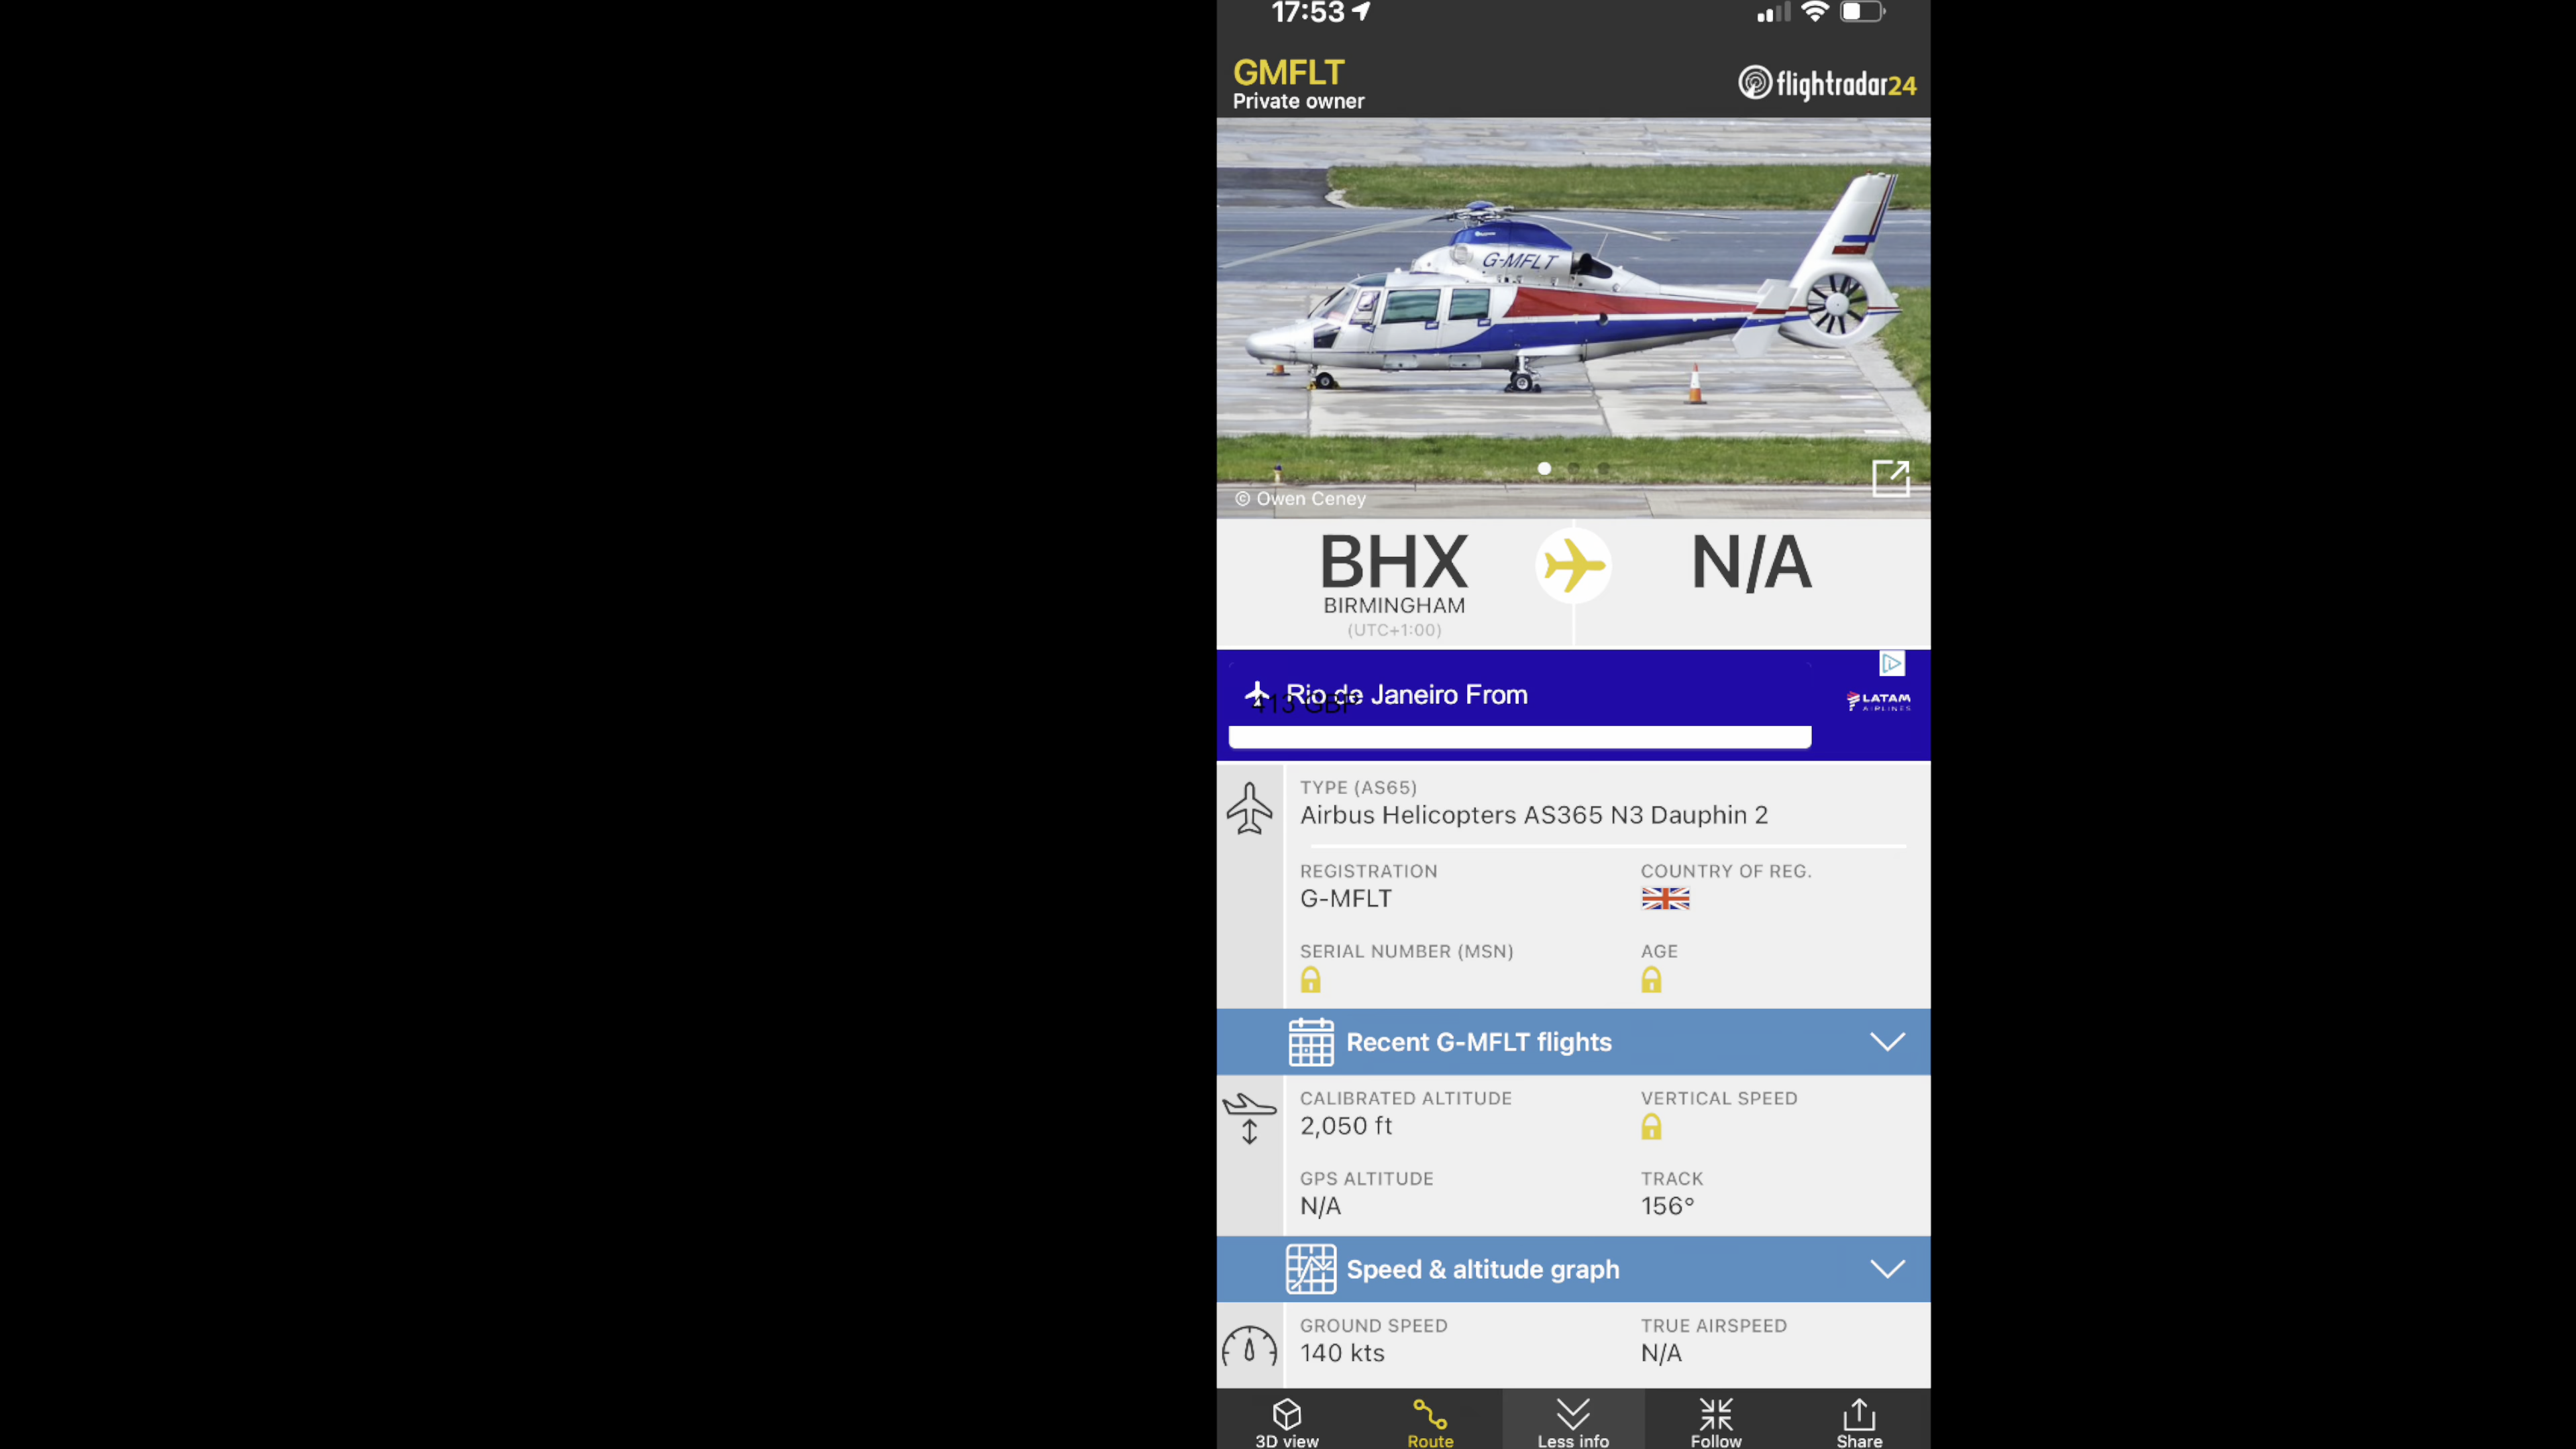 17:53
GMFLT
Private owner
flightradar24
G-MFLT
© Owen Ceney
BHX
N/A
BIRMINGHAM
(UTC+1:00)
Rio de Janeiro From
413 GBP
LATAM
AIRLINES
TYPE (AS65)
Airbus Helicopters AS365 N3 Dauphin 2
REGISTRATION
COUNTRY OF REG.
G-MFLT
SERIAL NUMBER (MSN)
AGE
Recent G-MFLT flights
CALIBRATED ALTITUDE
VERTICAL SPEED
2,050 ft
GPS ALTITUDE
TRACK
N/A
156°
Speed & altitude graph
GROUND SPEED
TRUE AIRSPEED
140 kts
N/A
3D view
Route
Less info
Follow
Share